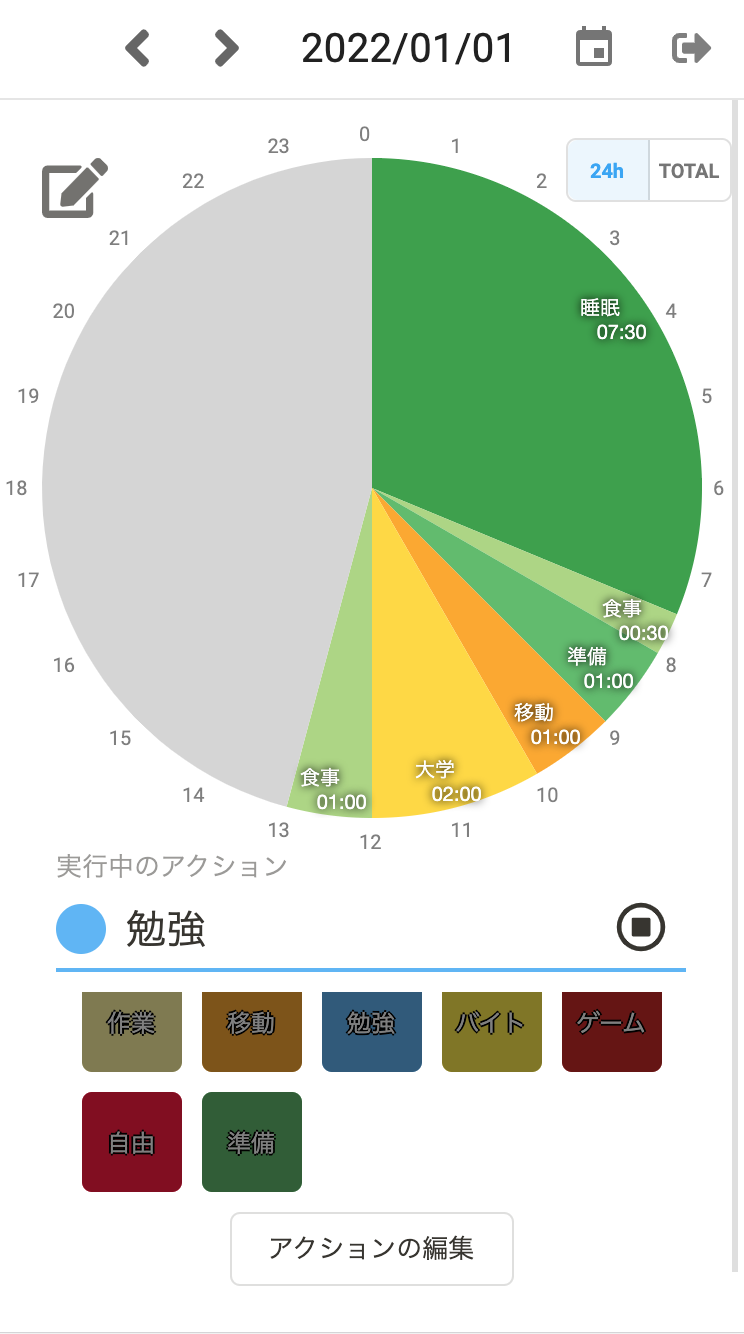 2022/01/01
24h TOTAL
0
1
2
3
4
5
6
7
8
9
10
11
12
13
14
15
16
17
18
19
20
21
22
23
睡眠
07:30
食事
00:30
準備
01:00
移動
01:00
大学
02:00
食事
01:00
実行中のアクション
勉強
作業 移動 勉強 バイト ゲーム
自由 準備
アクションの編集